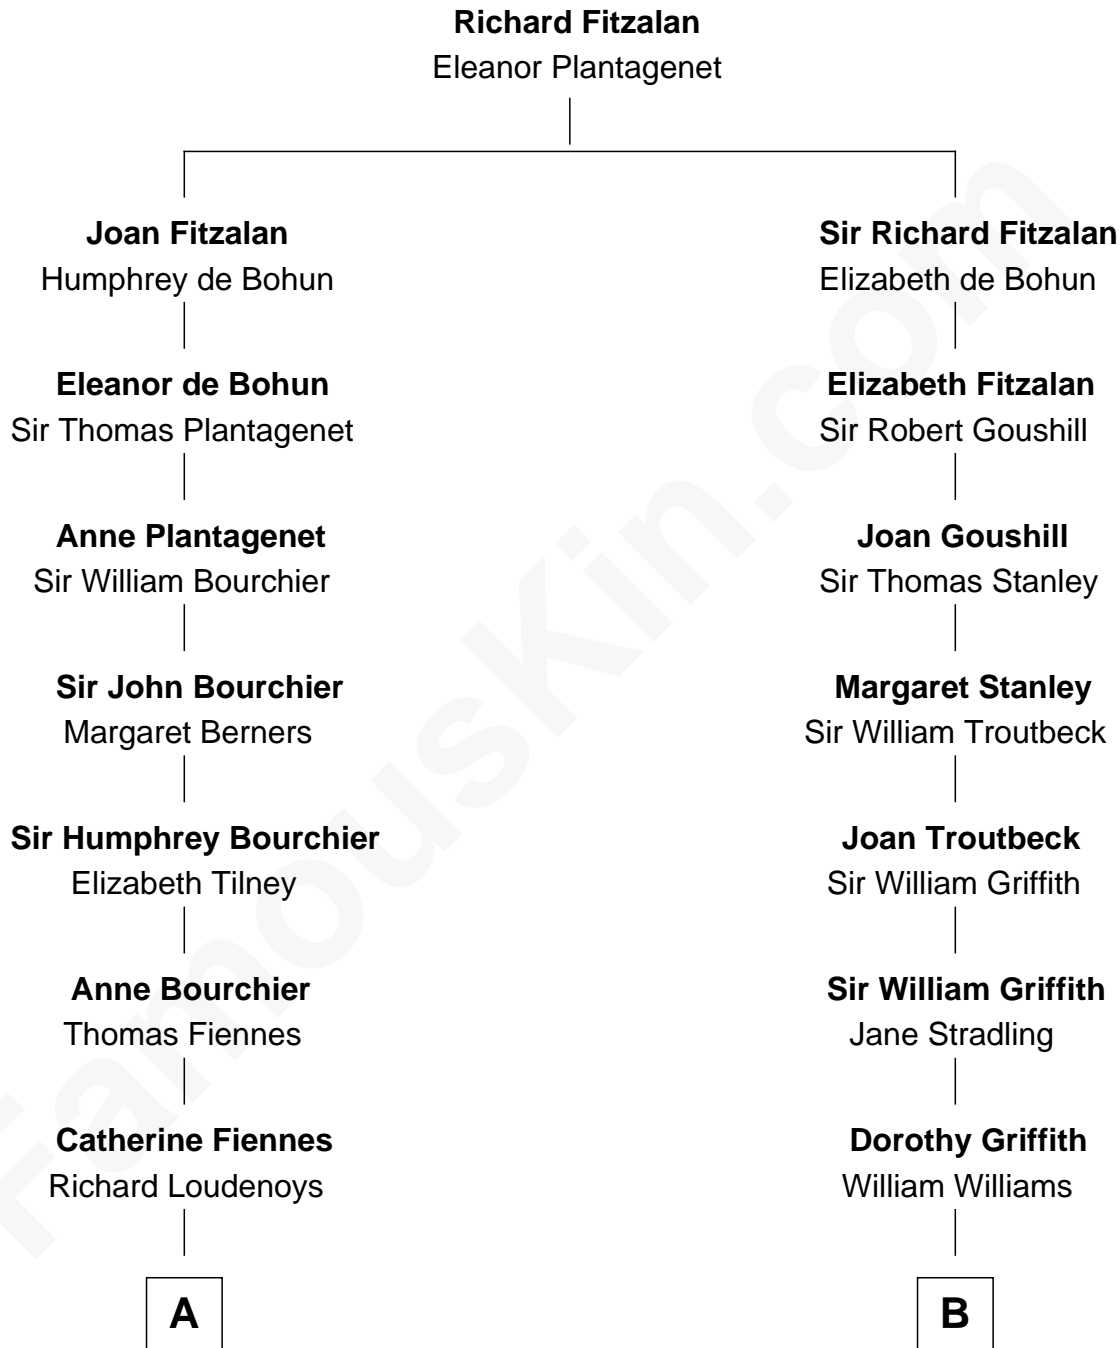 Richard Fitzalan
Eleanor Plantagenet
Joan Fitzalan
Humphrey de Bohun
Sir Richard Fitzalan
Elizabeth de Bohun
Eleanor de Bohun
Sir Thomas Plantagenet
Elizabeth Fitzalan
Sir Robert Goushill
Anne Plantagenet
Sir William Bourchier
Joan Goushill
Sir Thomas Stanley
Sir John Bourchier
Margaret Berners
Margaret Stanley
Sir William Troutbeck
Sir Humphrey Bourchier
Elizabeth Tilney
Joan Troutbeck
Sir William Griffith
Anne Bourchier
Thomas Fiennes
Sir William Griffith
Jane Stradling
Catherine Fiennes
Richard Loudenoys
Dorothy Griffith
William Williams
A
B
FamousKin.com